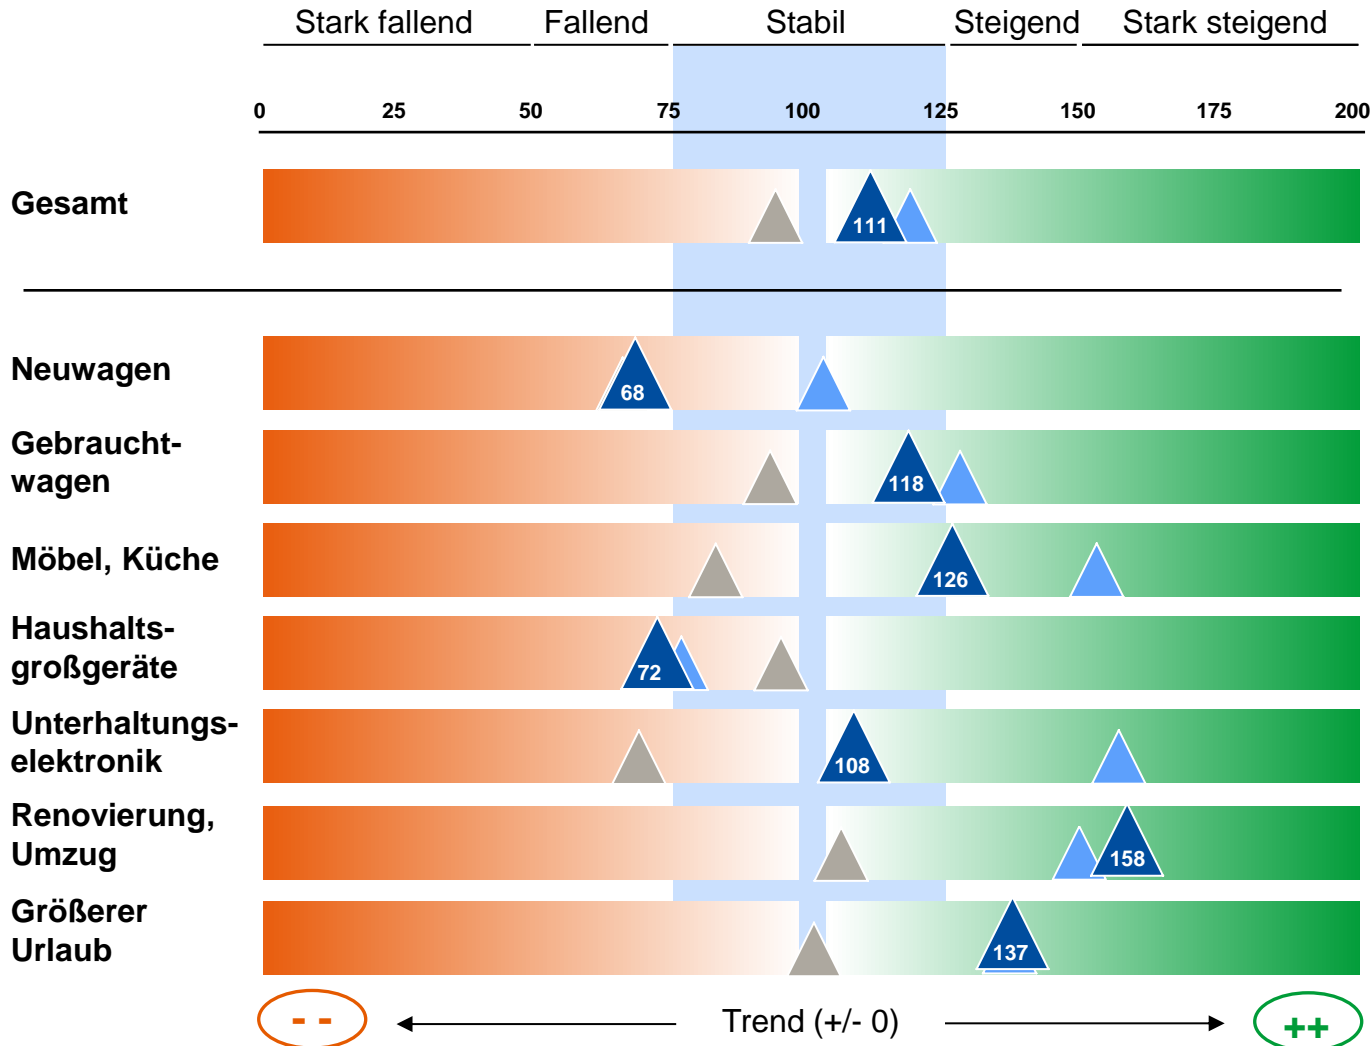 Stark fallend Fallend Stabil Steigend Stark steigend
0 25 50 75 100 125 150 175 200
Gesamt
111
Neuwagen
68
Gebraucht-
wagen
118
Möbel, Küche
126
Haushalts-
großgeräte
72
Unterhaltungs-
elektronik
108
Renovierung,
Umzug
158
Größerer
Urlaub
137
- - Trend (+/- 0) ++